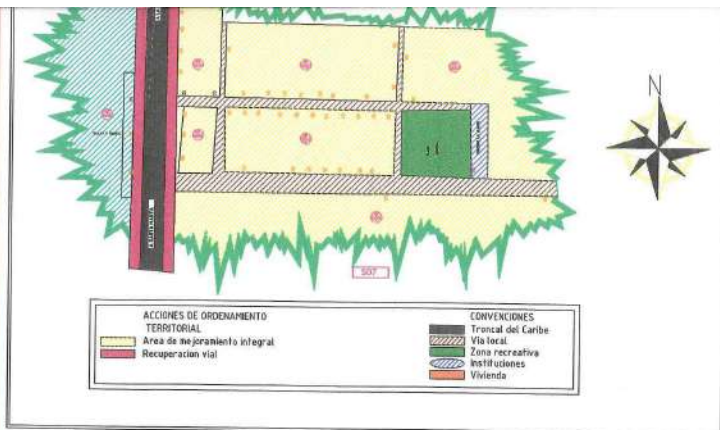 N
507
ACCIONES DE ORDENAMIENTO
TERRITORIAL
Area de mejoramiento integral
Recuperacion vial
CONVENCIONES
Troncal del Caribe
Via local
Zona recreativa
Instituciones
Vivienda